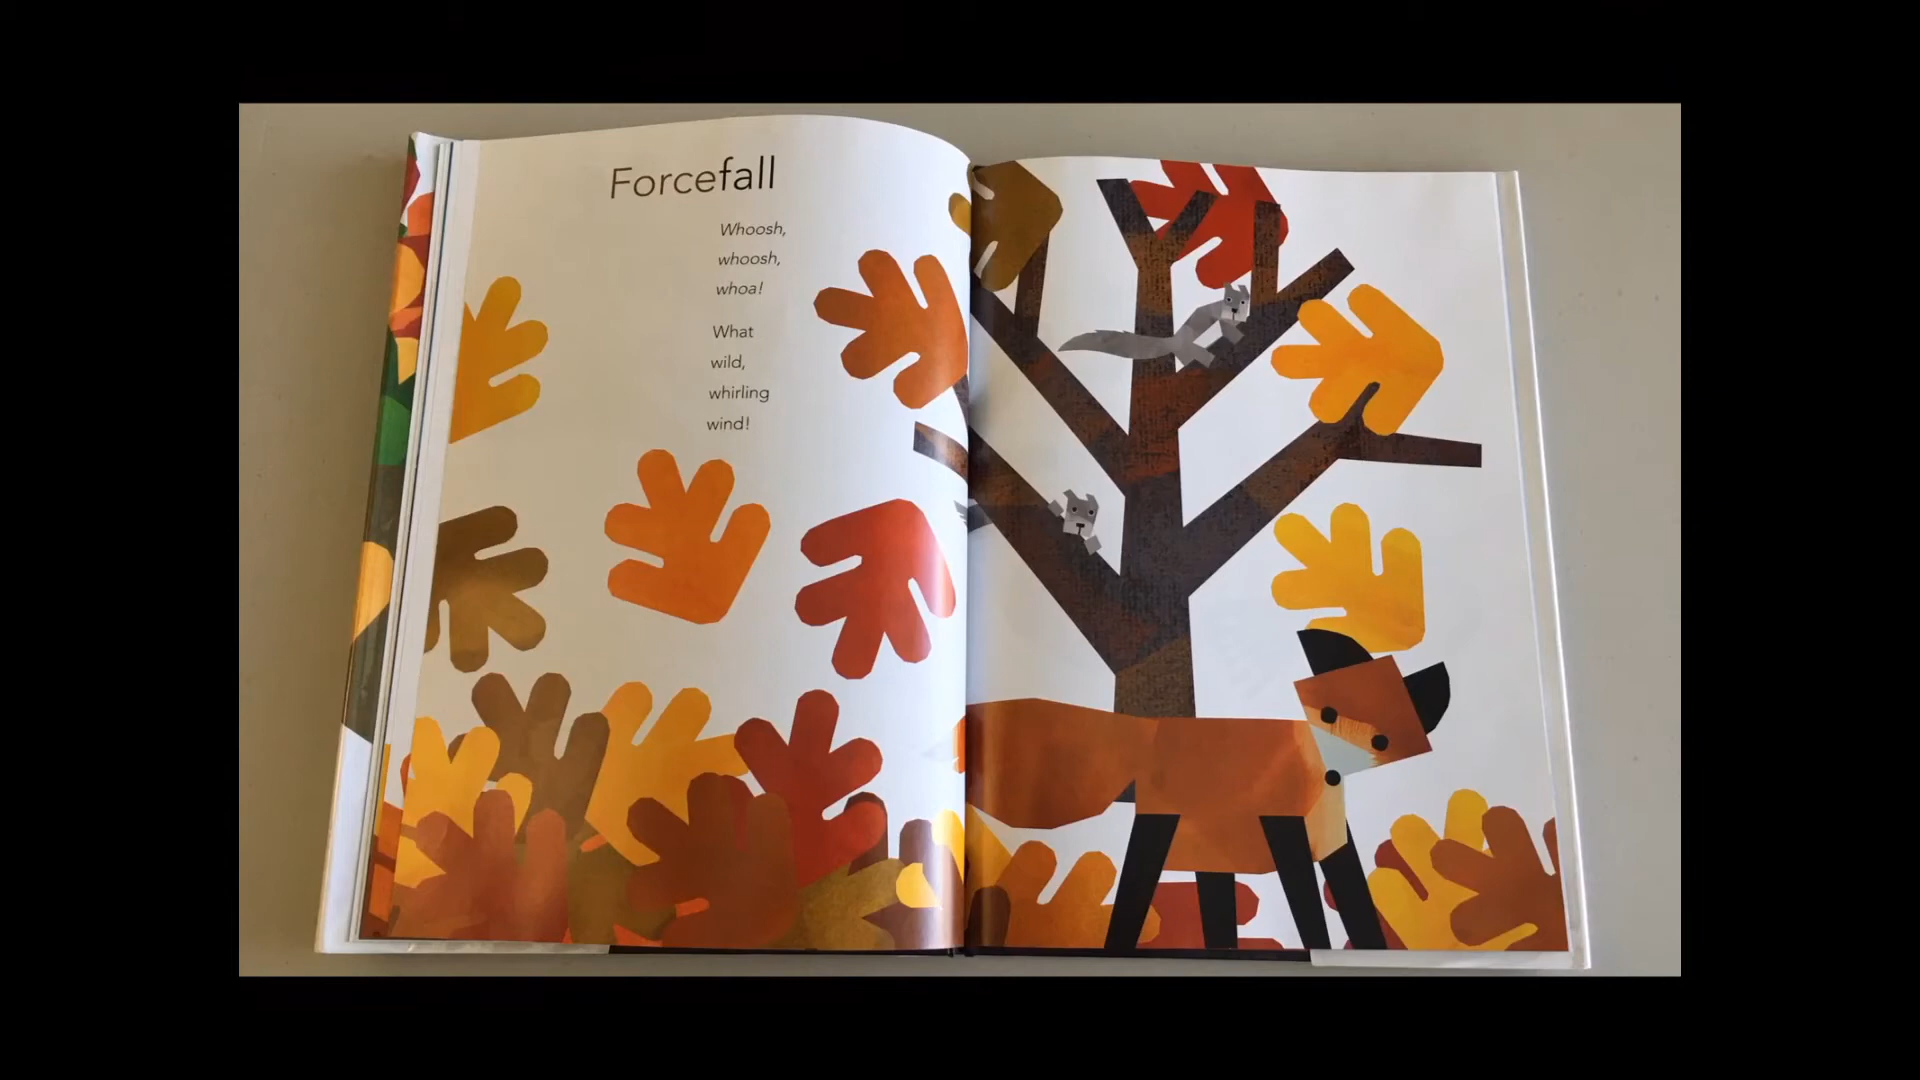 Forcefall
Whoosh,
whoosh,
whoa!
What
wild,
whirling
wind!